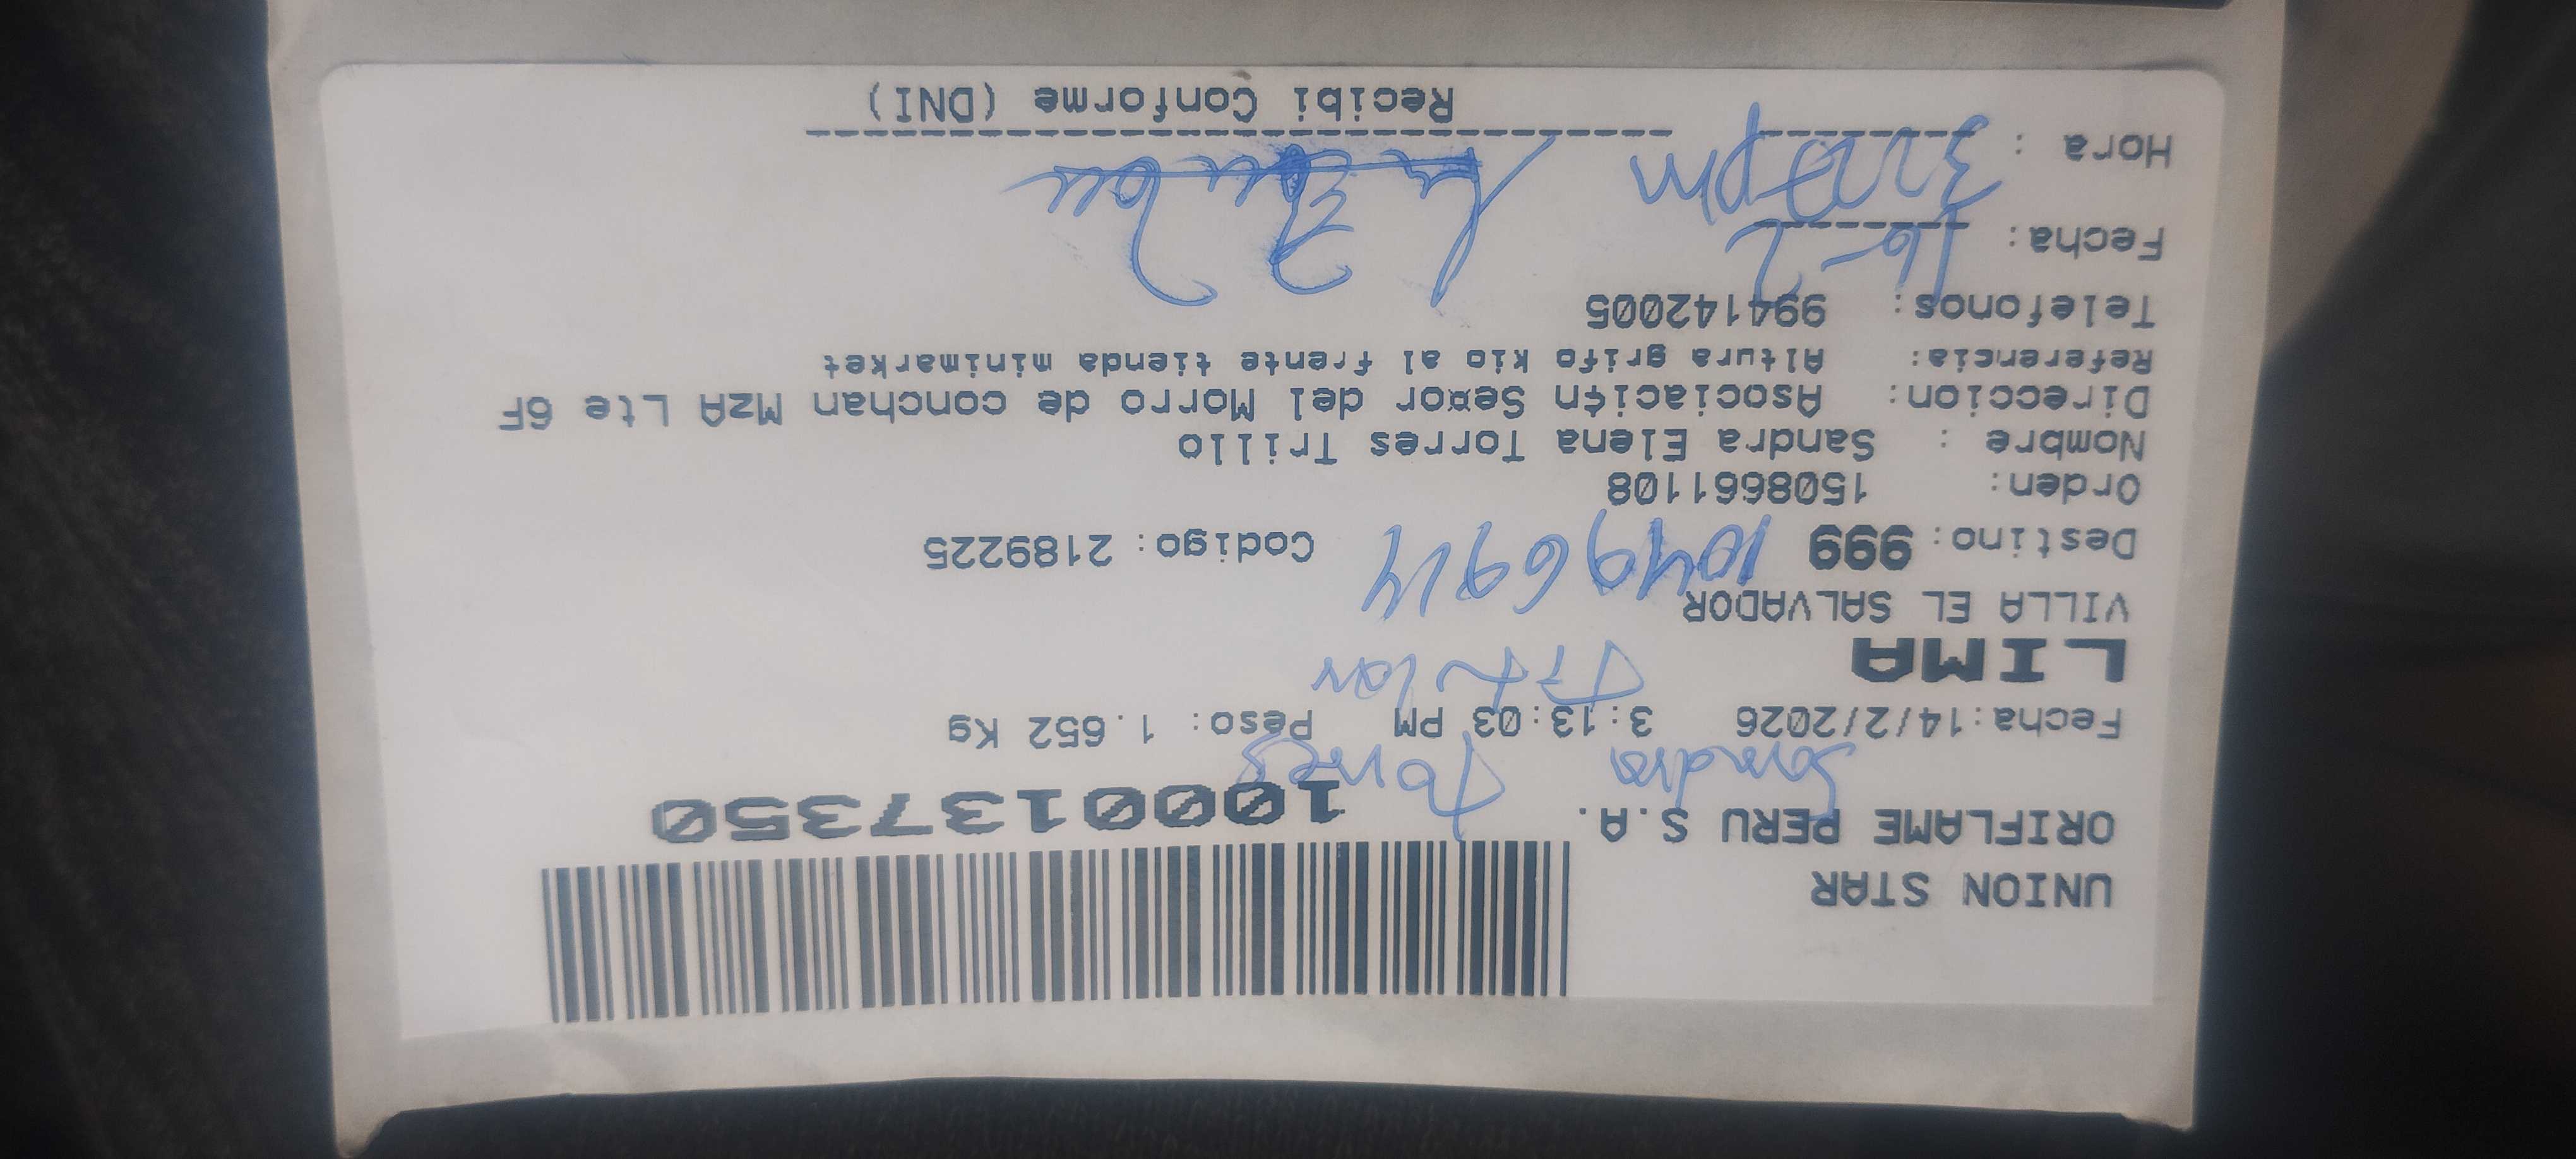 UNION STAR
ORIFLAME PERU S.A.
1000137350
Sandra Torres
Fecha:14/2/2026 3:13:03 PM Peso: 1.652 Kg
Titular
LIMA
VILLA EL SALVADOR
10496914
Destino: 999 Codigo: 2189225
Orden: 1508661108
Nombre : Sandra Elena Torres Trillo
Direccion: Asociaci¢n Se¤or del Morro de conchan MzA Lte 6F
Referencia: Altura grifo kio al frente tienda minimarket
Telefonos: 994142005
Fecha: 16-2
Hora : 3:07pm
Recibi Conforme (DNI)